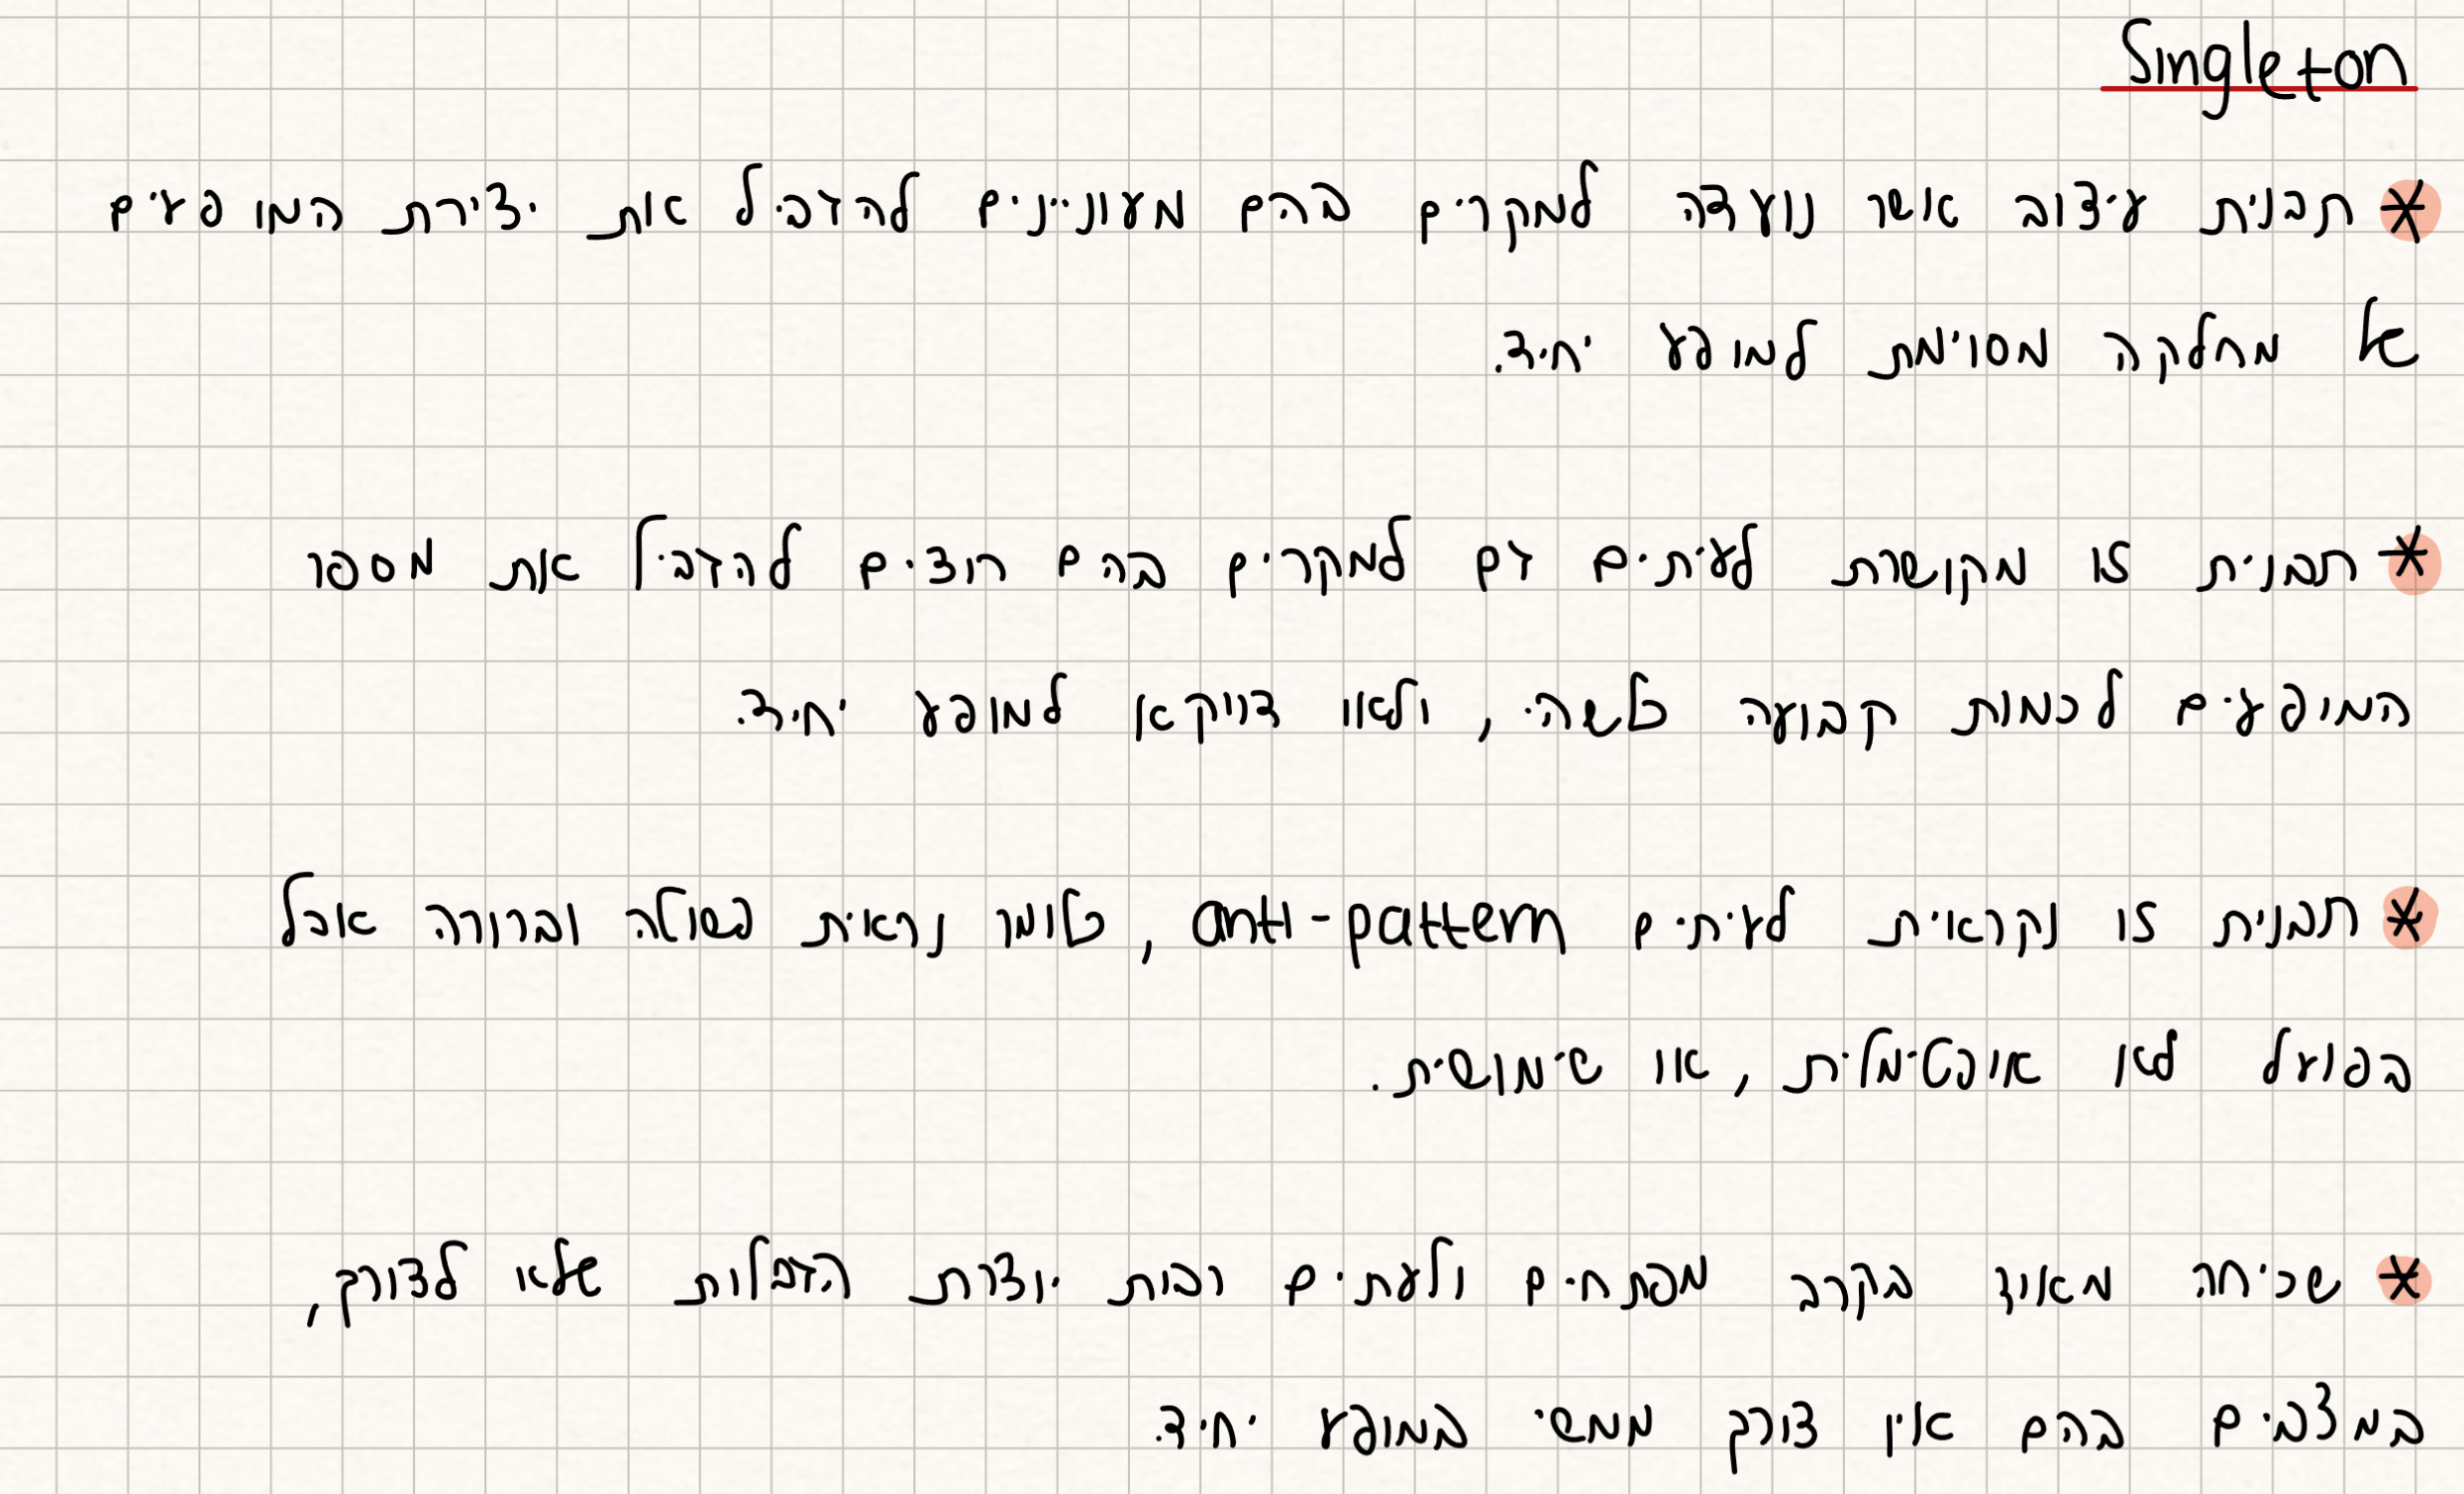 Singleton
* תבנית עיצוב אשר נועדה למקרים בהם מעוניינים להגביל את יצירת המופעים
של מחלקה מסוימת למופע יחיד.
* תבנית זו מקושרת לעיתים גם למקרים בהם רוצים להגביל את מספר
המופעים לכמות קבועה כלשהי, ולאו דווקא למופע יחיד.
* תבנית זו נקראית לעיתים anti-pattern, כלומר נראית פשוטה וברורה אבל
בפועל לא אופטימלית, או שימושית.
* שכיחה מאוד בקרב מפתחים ולעתים רבות יוצרת הגבלות שלא לצורך,
במצבים בהם אין צורך ממשי במופע יחיד.